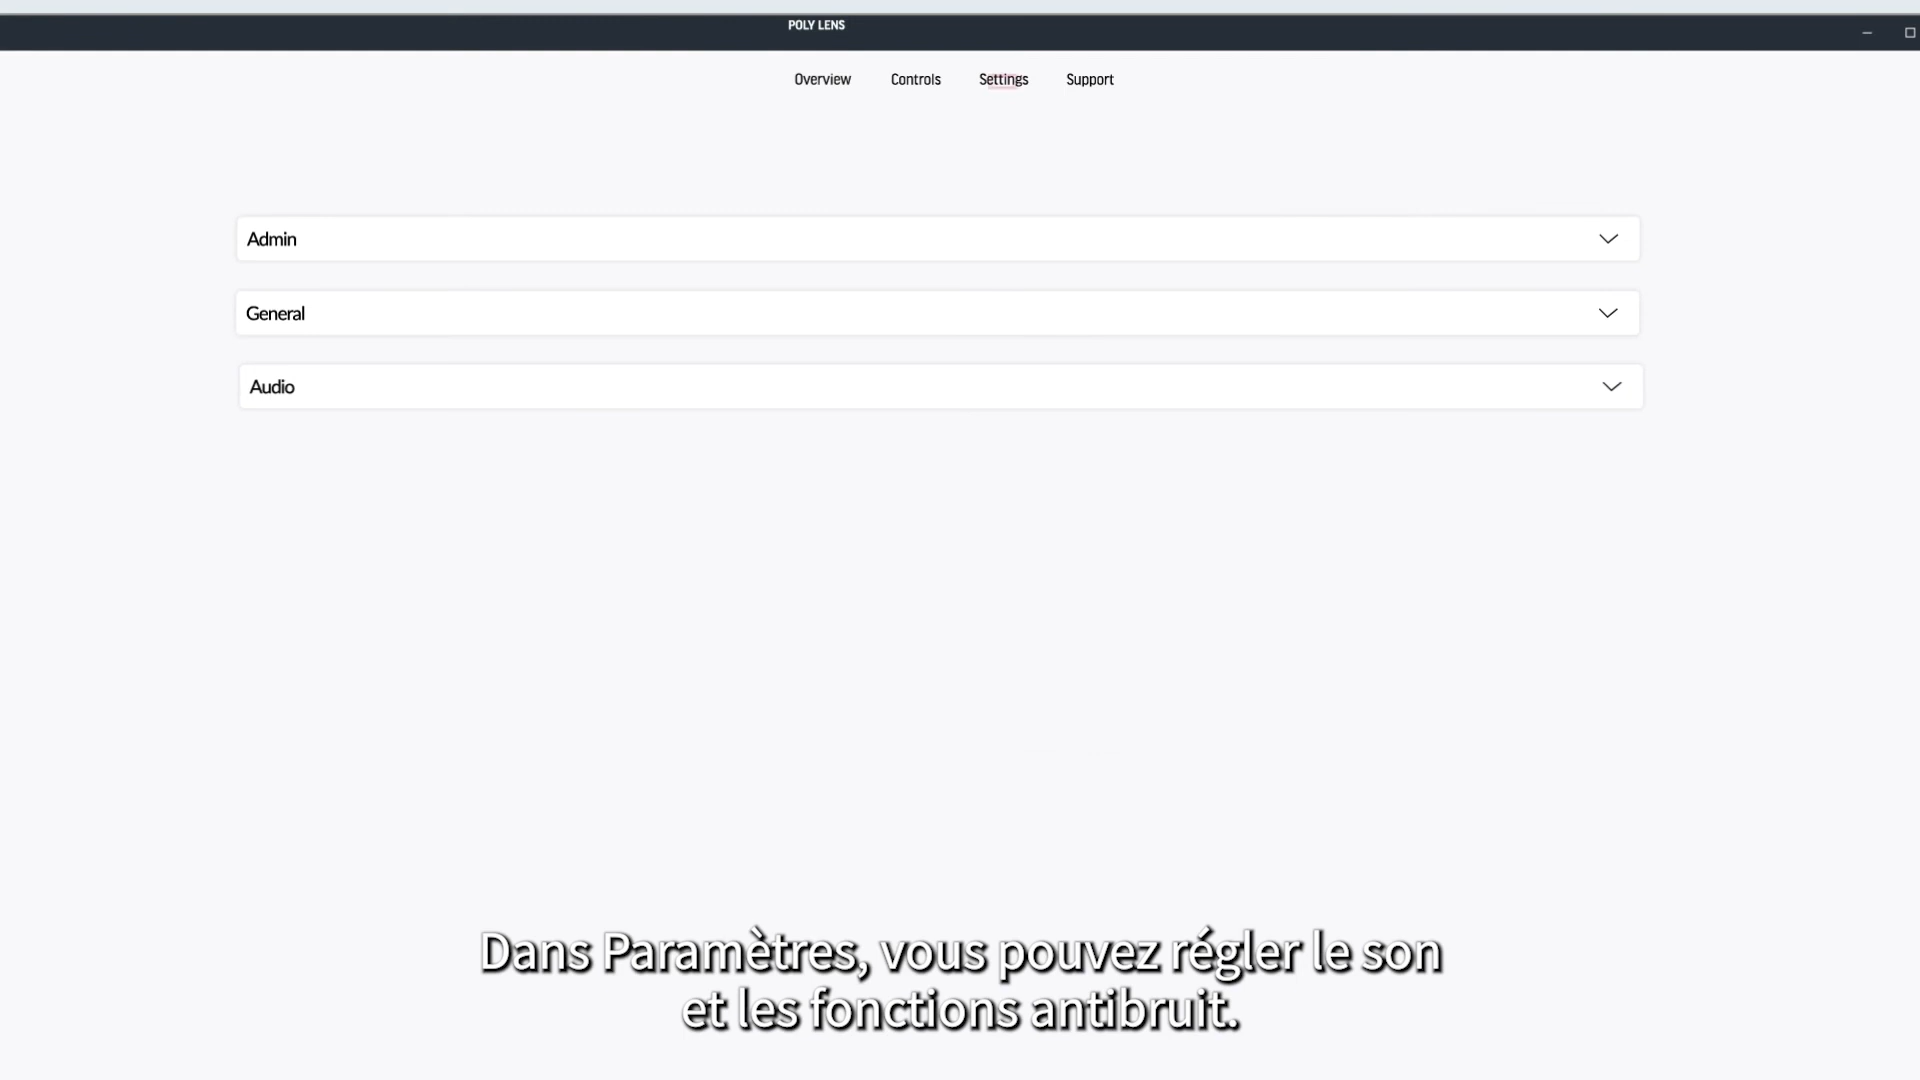 POLY LENS
Overview Controls Settings Support
Admin
General
Audio
Dans Paramètres, vous pouvez régler le son
et les fonctions antibruit.